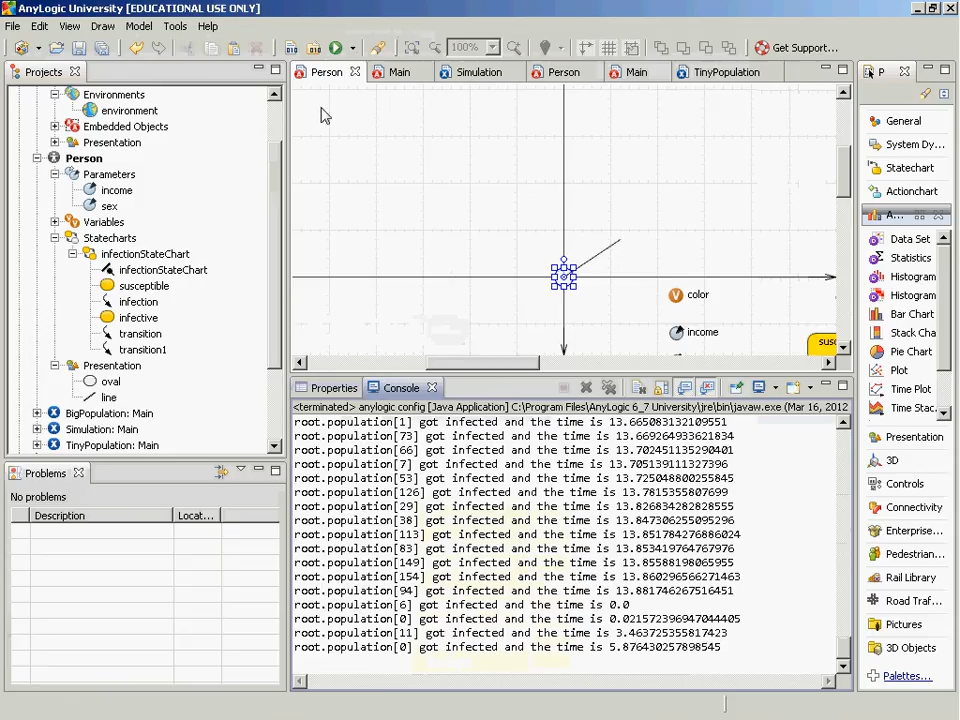 AnyLogic University [EDUCATIONAL USE ONLY]
File Edit View Draw Model Tools Help
100% Get Support...
Projects
Person Main Simulation Person Main TinyPopulation
P
Environments
environment
Embedded Objects
Presentation
Person
Parameters
income
sex
Variables
Statecharts
infectionStateChart
infectionStateChart
susceptible
infection
infective
transition
transition1
Presentation
oval
line
BigPopulation: Main
Simulation: Main
TinyPopulation: Main
color
income
General
System Dy...
Statechart
Actionchart
A...
Data Set
Statistics
Histogram
Histogram
Bar Chart
Stack Cha
Pie Chart
Plot
Time Plot
Time Stac
Presentation
3D
Controls
Connectivity
Enterprise...
Pedestrian...
Rail Library
Road Traf...
Pictures
3D Objects
Palettes...
Problems
No problems
Description Locat...
Properties Console
<terminated> anylogic config [Java Application] C:\Program Files\AnyLogic 6_7 University\jre\bin\javaw.exe (Mar 16, 2012
root.population[1] got infected and the time is 13.665083132109551
root.population[73] got infected and the time is 13.669264933621834
root.population[66] got infected and the time is 13.702451135290401
root.population[7] got infected and the time is 13.705139111327396
root.population[53] got infected and the time is 13.725048800255845
root.population[126] got infected and the time is 13.7815355807699
root.population[29] got infected and the time is 13.826834282828555
root.population[38] got infected and the time is 13.847306255095296
root.population[113] got infected and the time is 13.851784276886024
root.population[83] got infected and the time is 13.853419764767976
root.population[149] got infected and the time is 13.85588198065955
root.population[154] got infected and the time is 13.860296566271463
root.population[94] got infected and the time is 13.881746267516451
root.population[6] got infected and the time is 0.0
root.population[0] got infected and the time is 0.021572396947044405
root.population[11] got infected and the time is 3.463725355817423
root.population[0] got infected and the time is 5.876430257898545